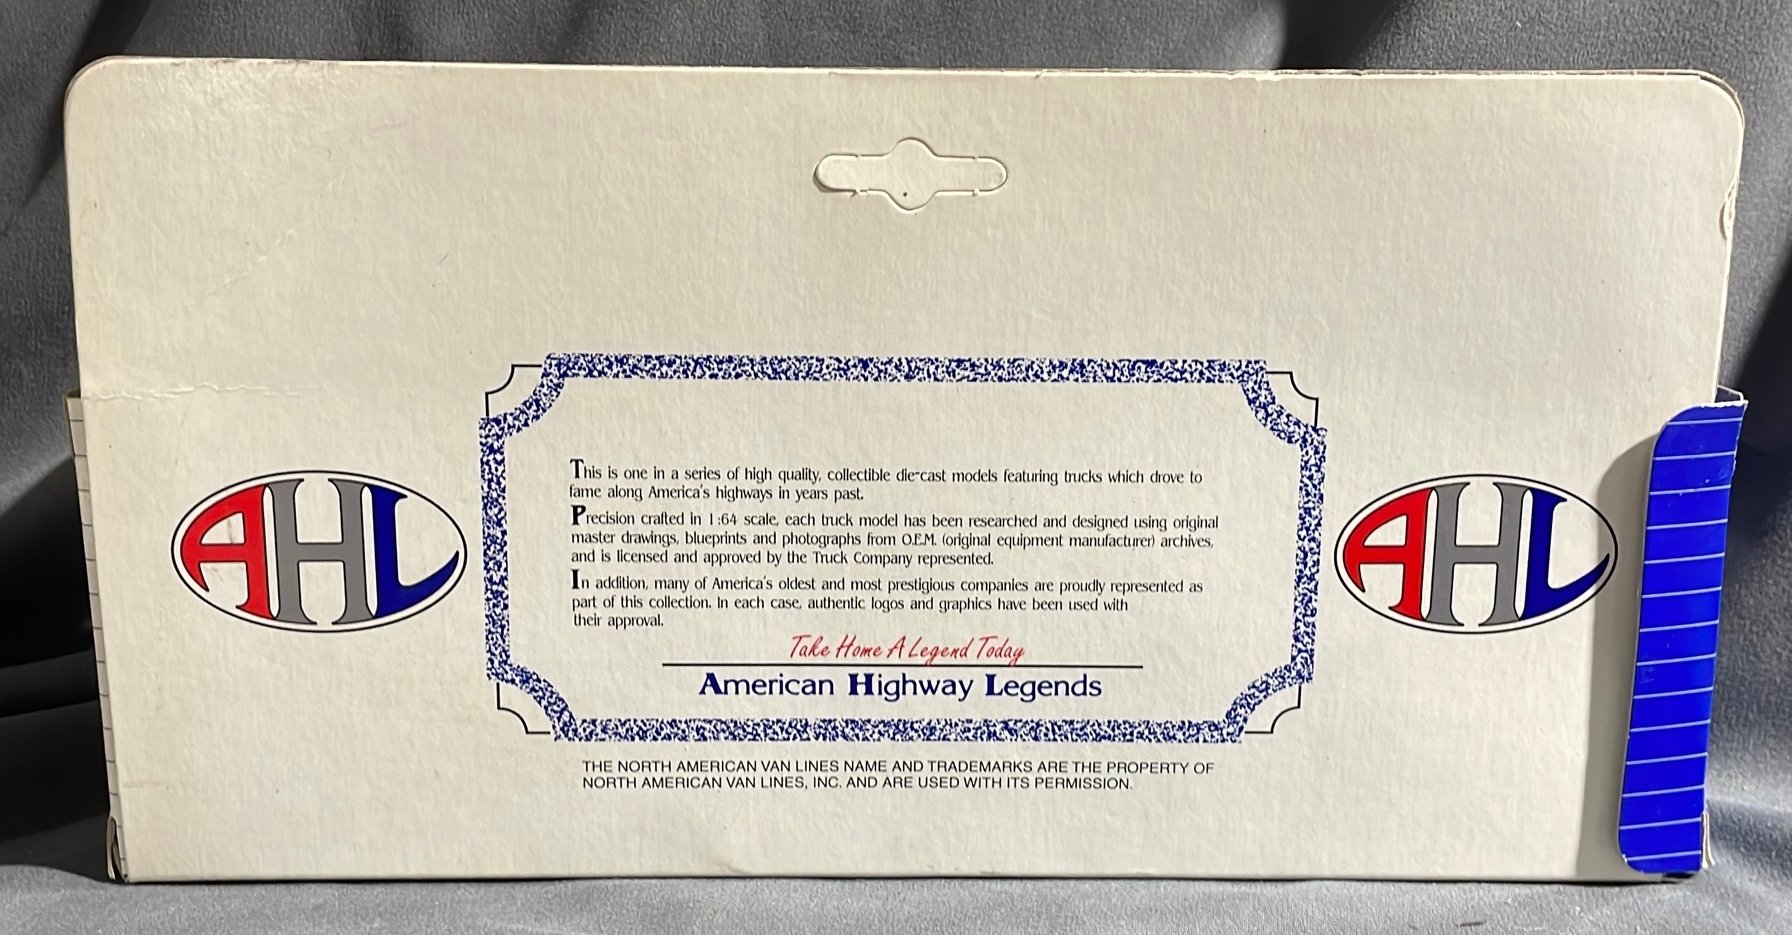 This is one in a series of high quality, collectible die-cast models featuring trucks which drove to
fame along America's highways in years past.
Precision crafted in 1:64 scale, each truck model has been researched and designed using original
master drawings, blueprints and photographs from O.E.M. (original equipment manufacturer) archives,
and is licensed and approved by the Truck Company represented.
In addition, many of America's oldest and most prestigious companies are proudly represented as
part of this collection. In each case, authentic logos and graphics have been used with
their approval.
AHL
AHL
Take Home A Legend Today
American Highway Legends
THE NORTH AMERICAN VAN LINES NAME AND TRADEMARKS ARE THE PROPERTY OF
NORTH AMERICAN VAN LINES, INC. AND ARE USED WITH ITS PERMISSION.